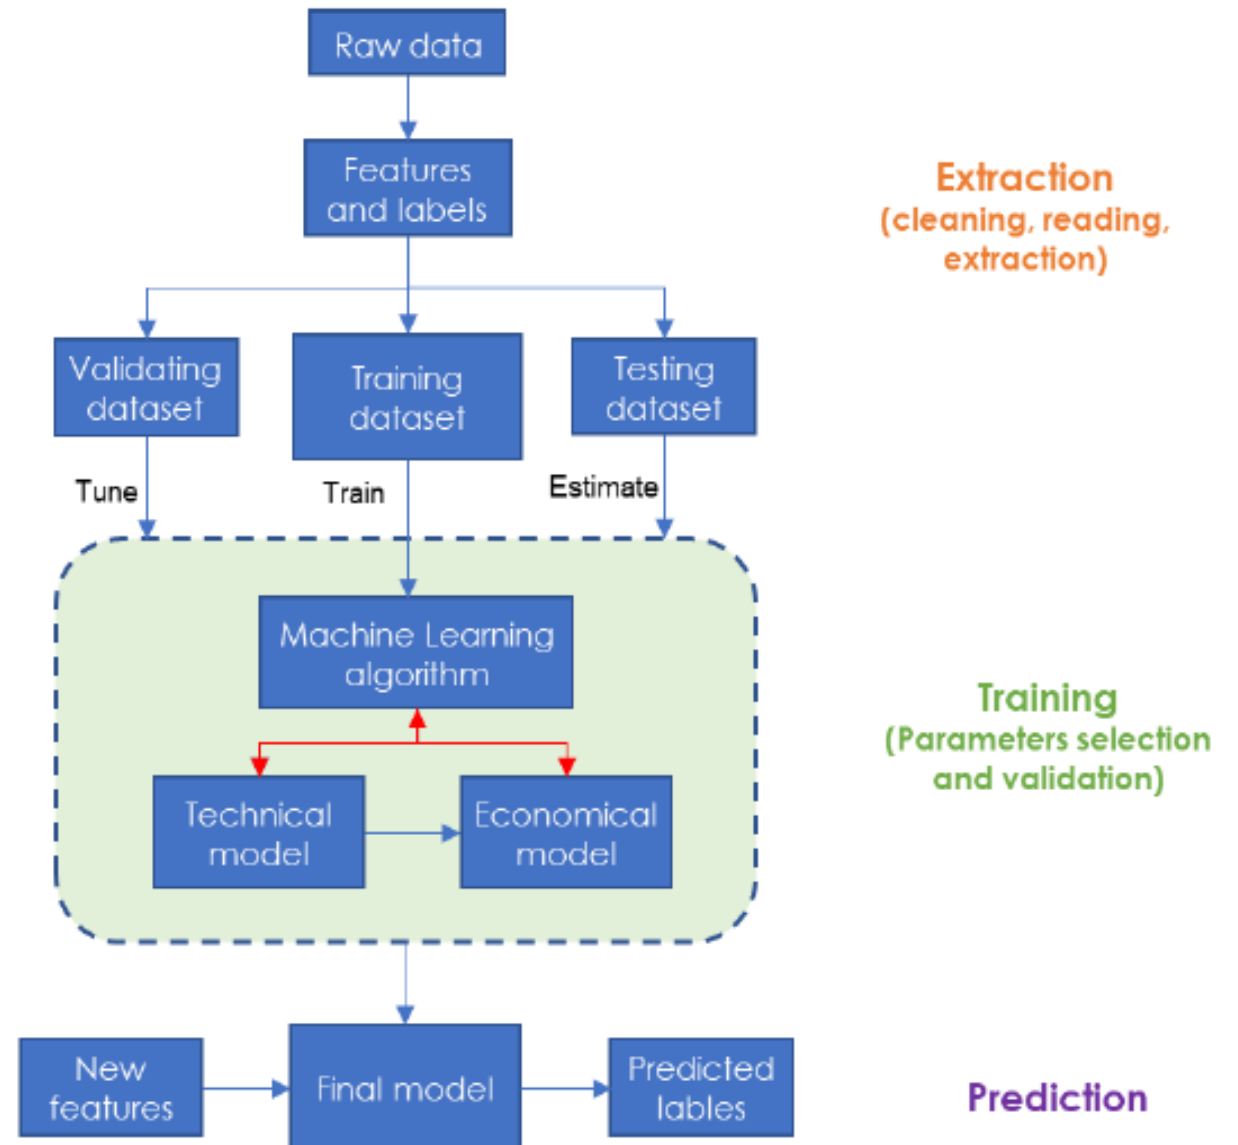 Raw data
Features
and labels
Extraction
(cleaning, reading,
extraction)
Validating
dataset
Training
dataset
Testing
dataset
Tune
Train
Estimate
Machine Learning
algorithm
Technical
model
Economical
model
Training
(Parameters selection
and validation)
New
features
Final model
Predicted
lables
Prediction